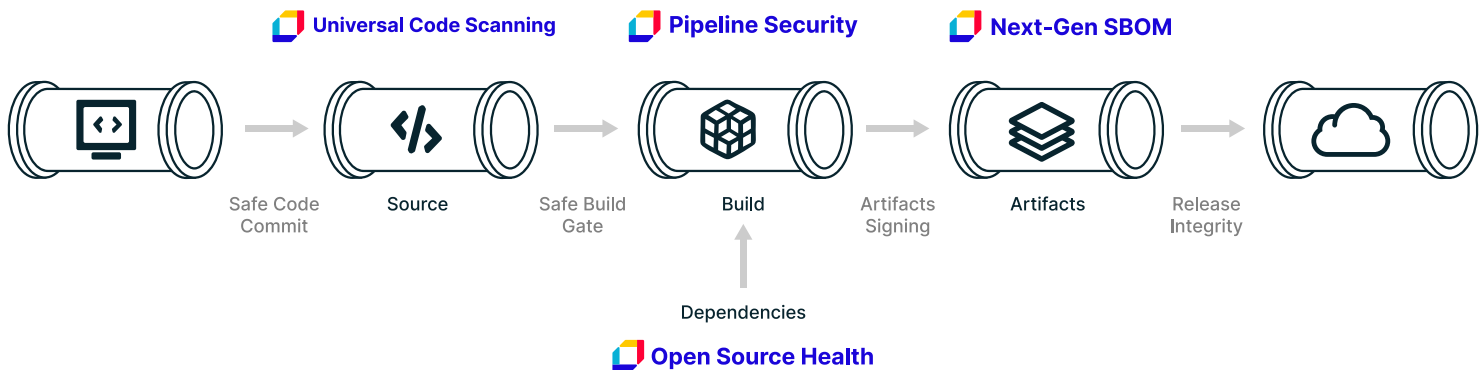 Universal Code Scanning
Pipeline Security
Next-Gen SBOM
Safe Code
Commit
Source
Safe Build
Gate
Build
Artifacts
Signing
Artifacts
Release
Integrity
Dependencies
Open Source Health